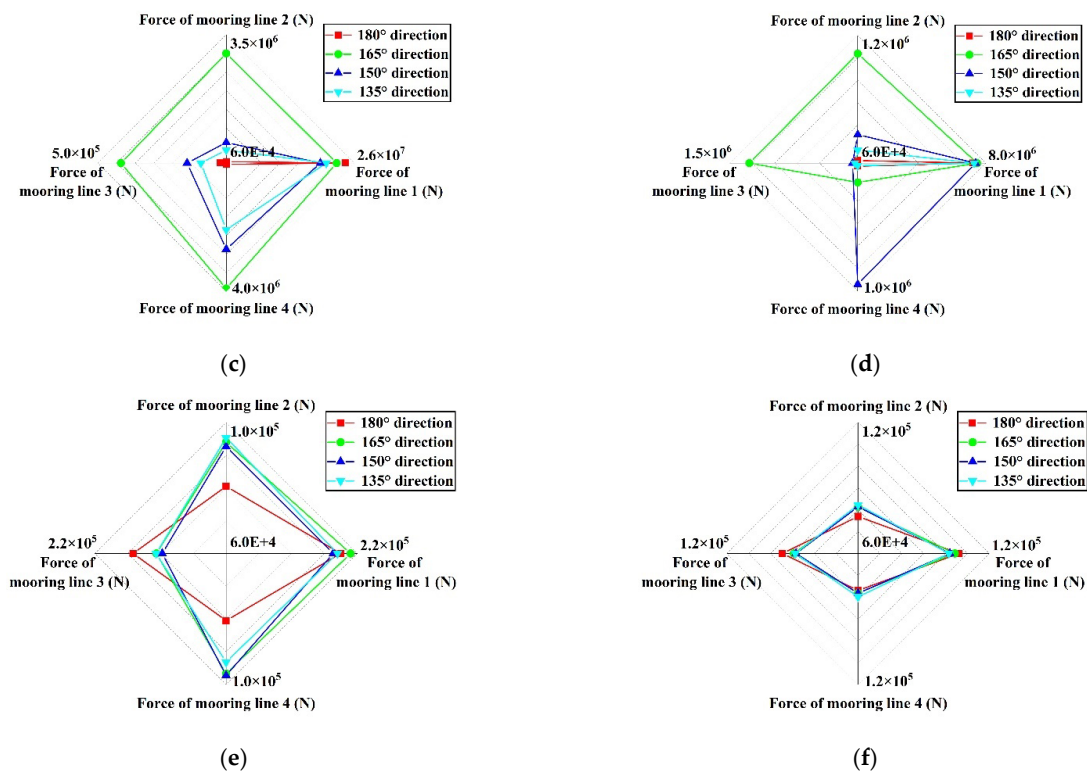 Force of mooring line 2 (N)
3.5×10⁶
180° direction
165° direction
150° direction
135° direction
5.0×10⁵
Force of
mooring line 3 (N)
6.0E+4
2.6×10⁷
Force of
mooring line 1 (N)
4.0×10⁶
Force of mooring line 4 (N)
(c)
Force of mooring line 2 (N)
1.2×10⁶
180° direction
165° direction
150° direction
135° direction
1.5×10⁶
Force of
mooring line 3 (N)
6.0E+4
8.0×10⁶
Force of
mooring line 1 (N)
1.0×10⁶
Force of mooring line 4 (N)
(d)
Force of mooring line 2 (N)
1.0×10⁵
180° direction
165° direction
150° direction
135° direction
2.2×10⁵
Force of
mooring line 3 (N)
6.0E+4
2.2×10⁵
Force of
mooring line 1 (N)
1.0×10⁵
Force of mooring line 4 (N)
(e)
Force of mooring line 2 (N)
1.2×10⁵
180° direction
165° direction
150° direction
135° direction
1.2×10⁵
Force of
mooring line 3 (N)
6.0E+4
1.2×10⁵
Force of
mooring line 1 (N)
1.2×10⁵
Force of mooring line 4 (N)
(f)